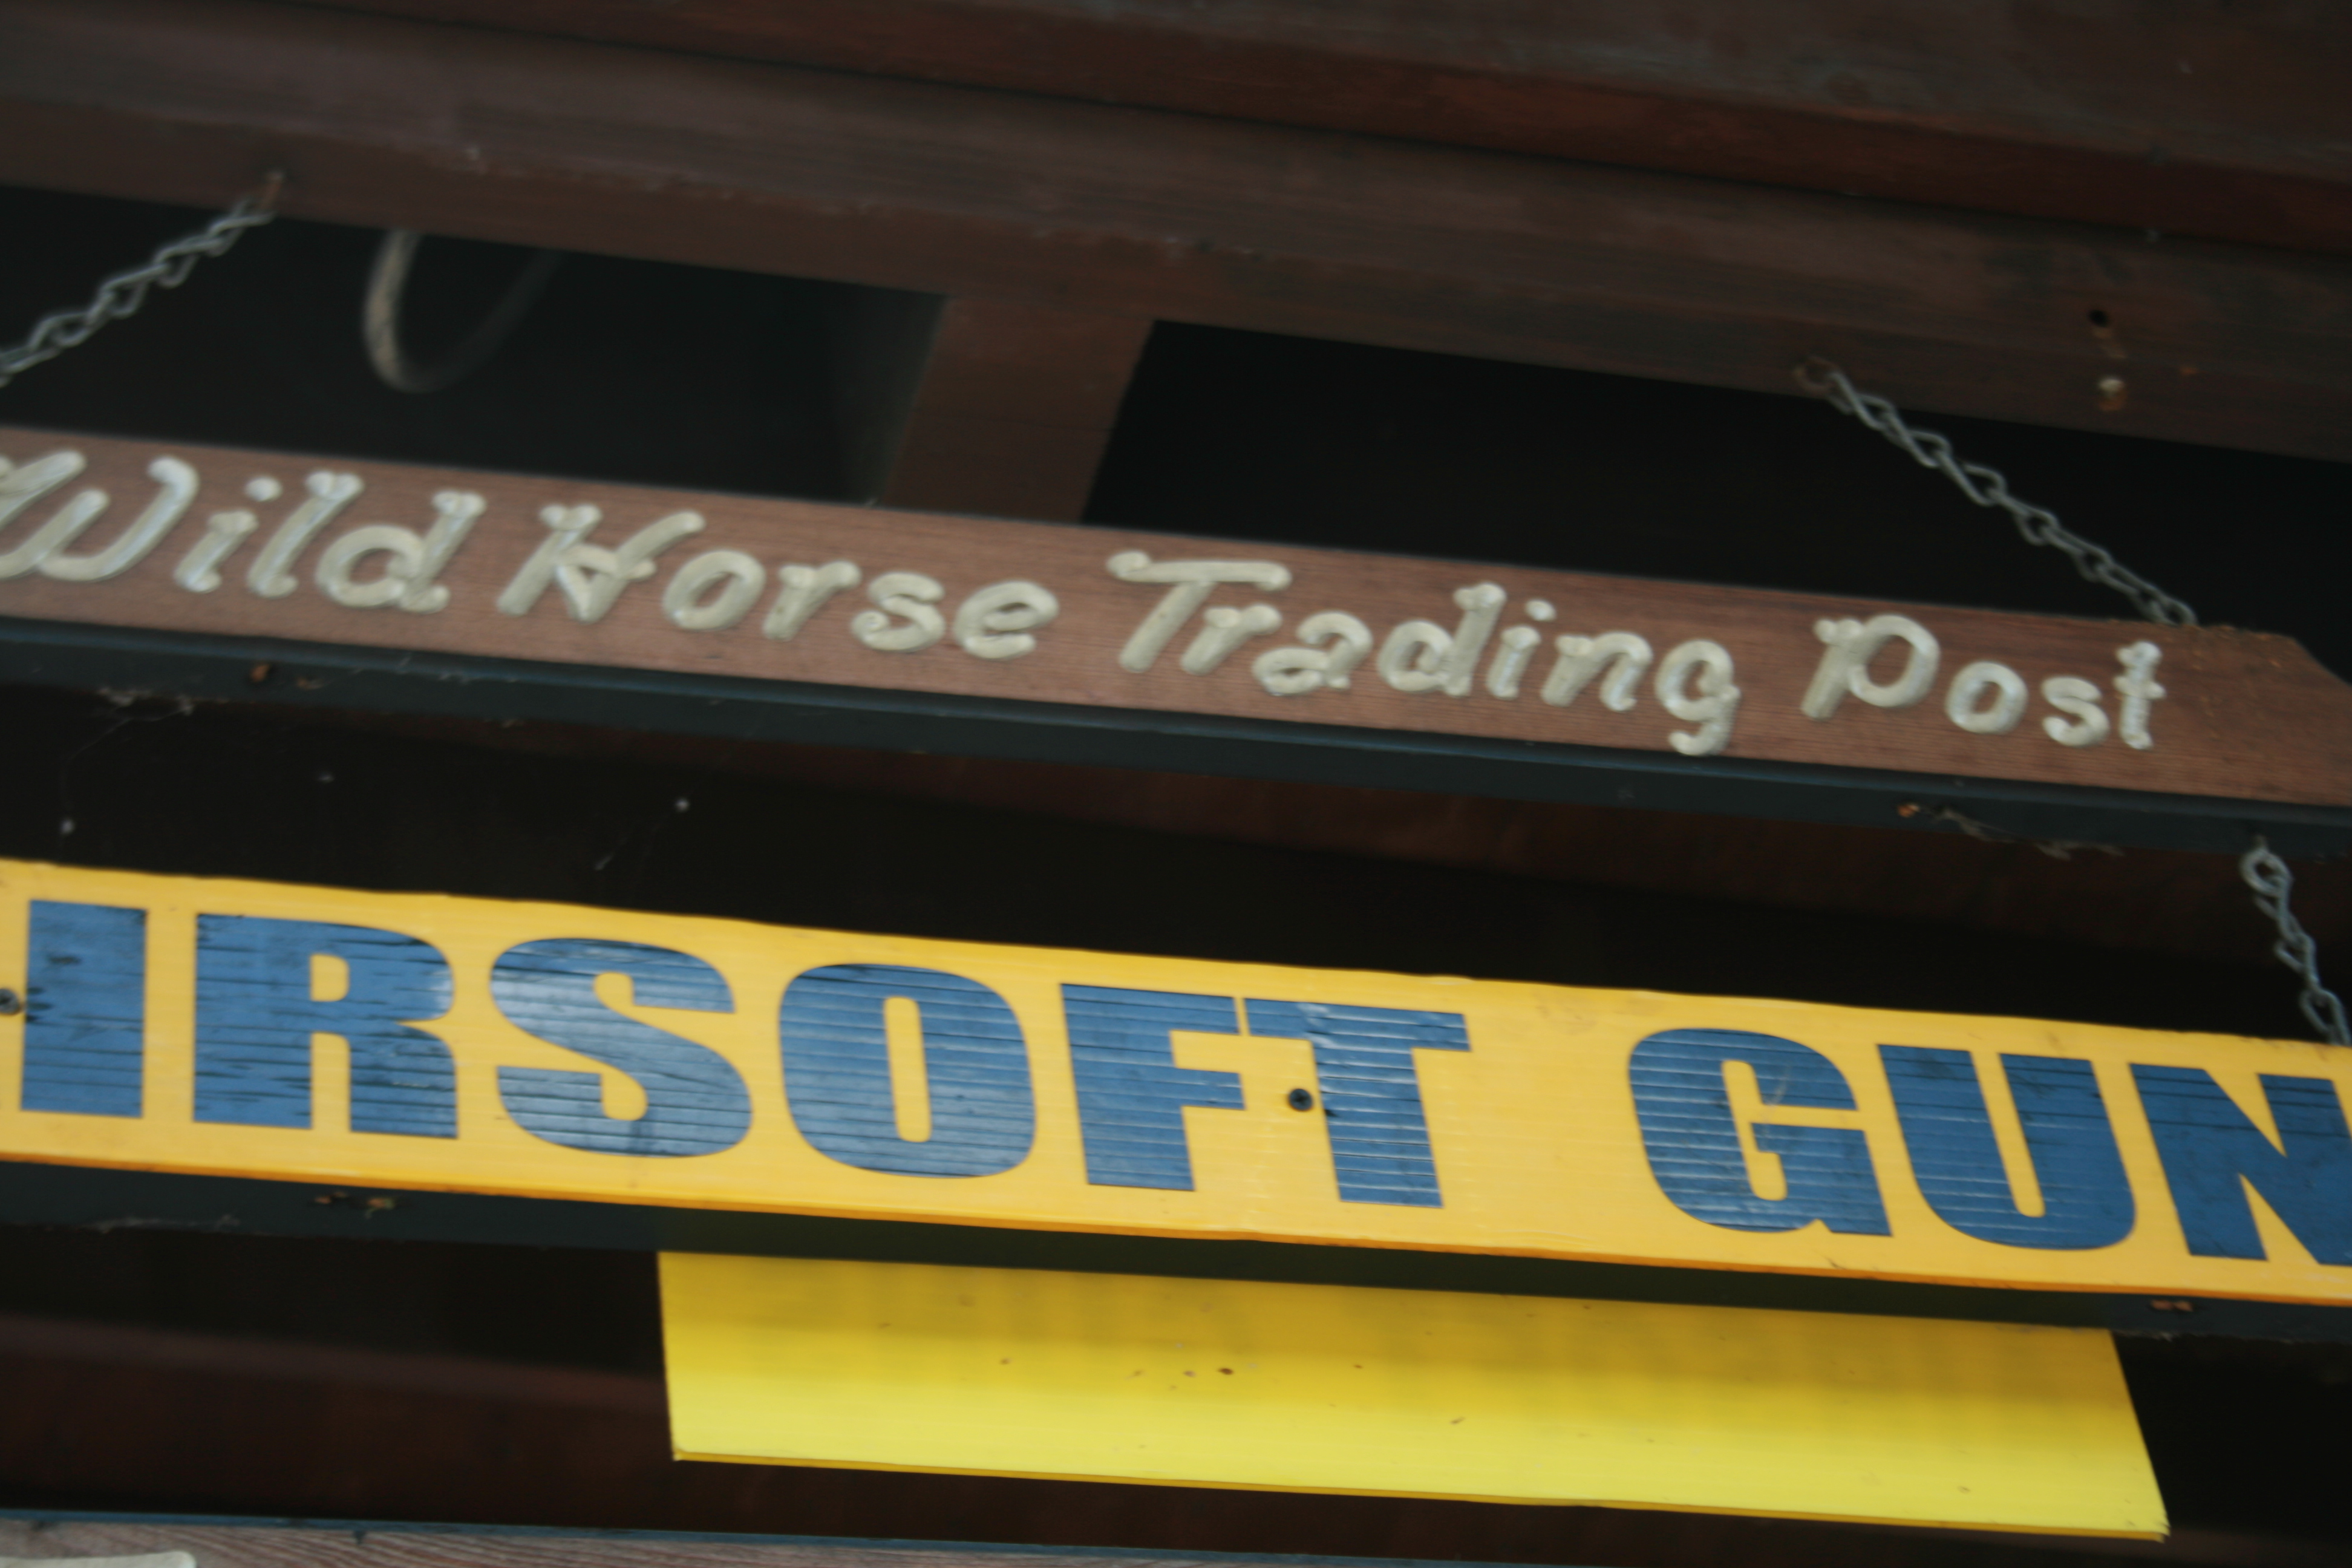 Wild Horse Trading Post
IRSOFT GUN